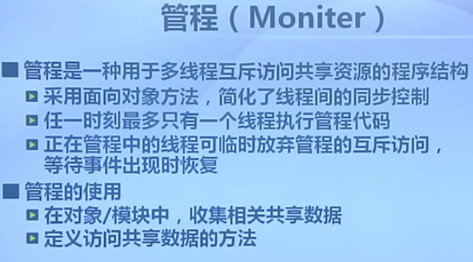 管程（Moniter）
管程是一种用于多线程互斥访问共享资源的程序结构
采用面向对象方法，简化了线程间的同步控制
任一时刻最多只有一个线程执行管程代码
正在管程中的线程可临时放弃管程的互斥访问，
等待事件出现时恢复
管程的使用
在对象/模块中，收集相关共享数据
定义访问共享数据的方法